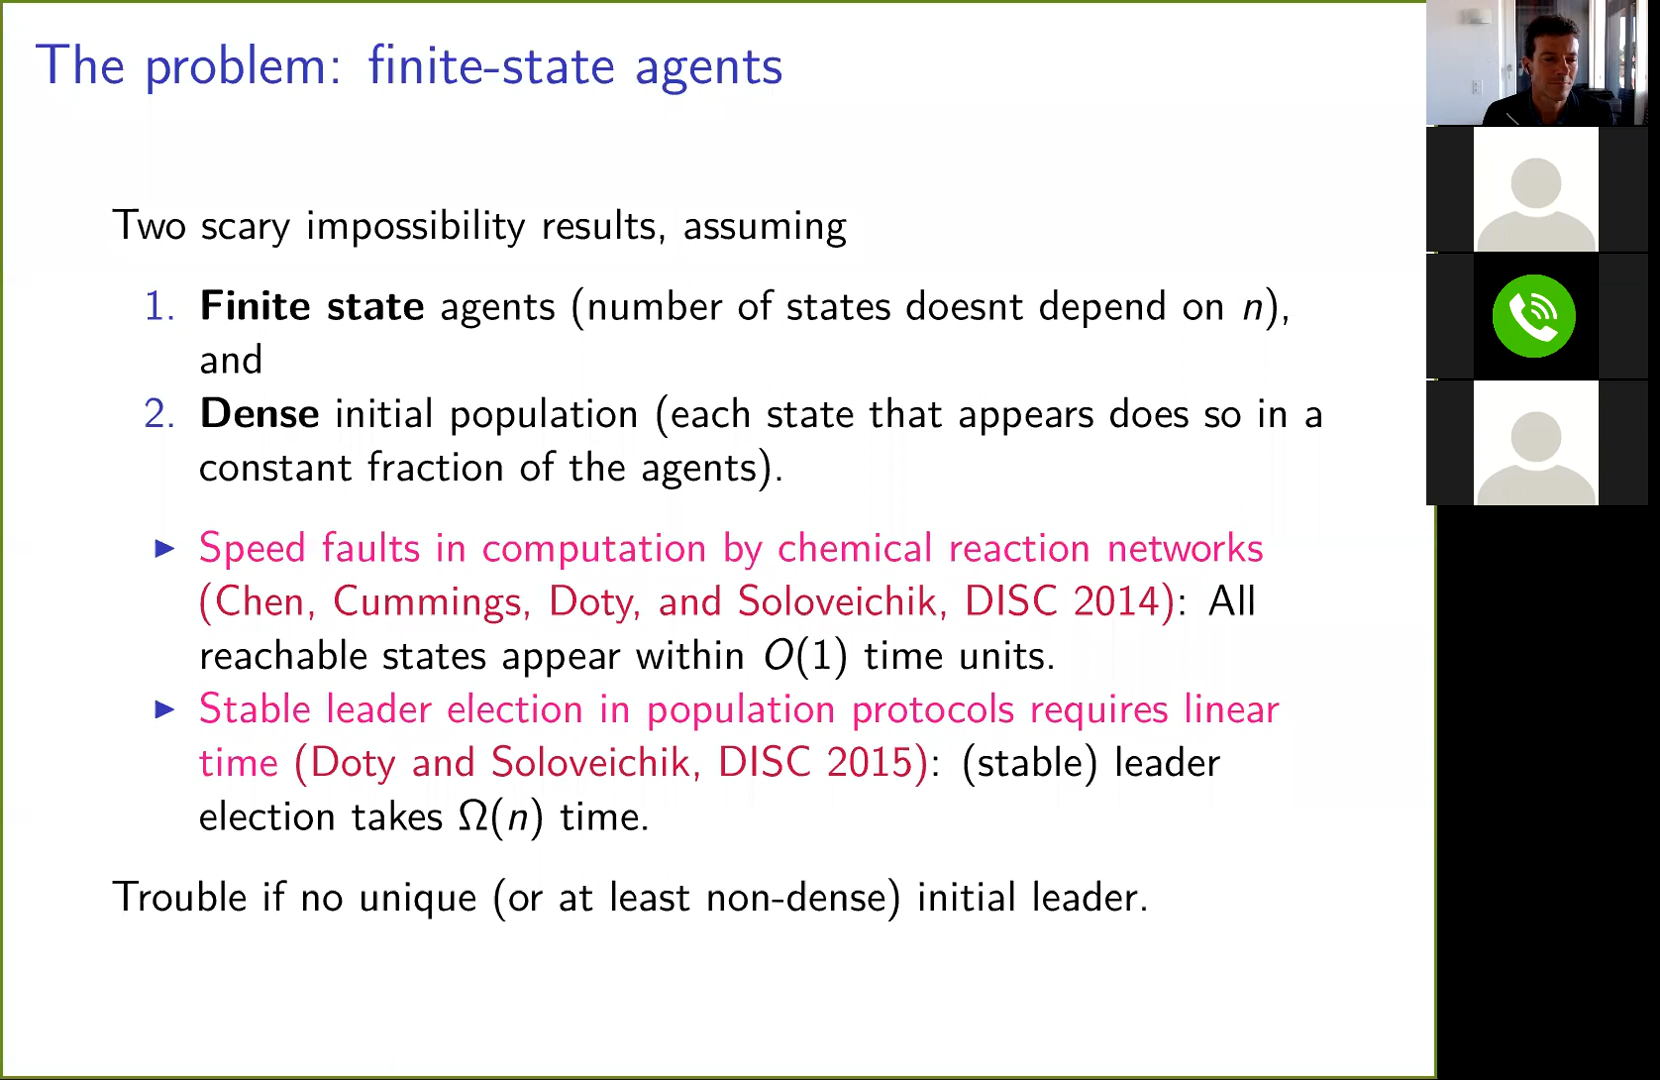 The problem: finite-state agents
Two scary impossibility results, assuming
1. Finite state agents (number of states doesnt depend on n),
and
2. Dense initial population (each state that appears does so in a
constant fraction of the agents).
▶ Speed faults in computation by chemical reaction networks
(Chen, Cummings, Doty, and Soloveichik, DISC 2014): All
reachable states appear within O(1) time units.
▶ Stable leader election in population protocols requires linear
time (Doty and Soloveichik, DISC 2015): (stable) leader
election takes Ω(n) time.
Trouble if no unique (or at least non-dense) initial leader.